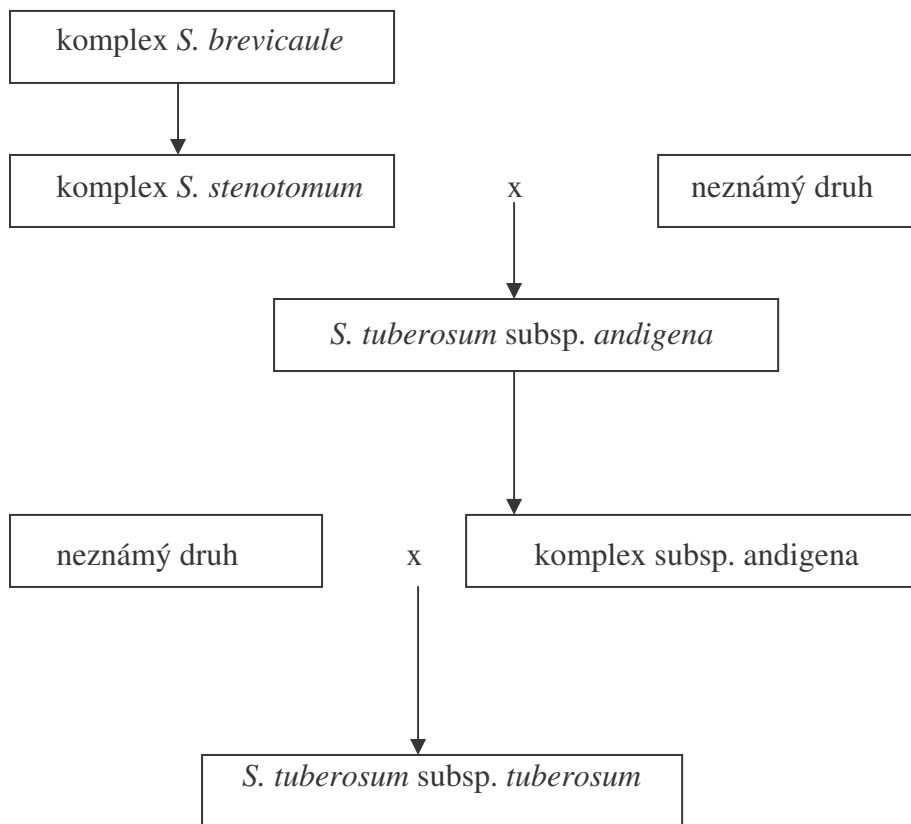 komplex S. brevicaule
komplex S. stenotomum
x
neznámý druh
S. tuberosum subsp. andigena
neznámý druh
x
komplex subsp. andigena
S. tuberosum subsp. tuberosum